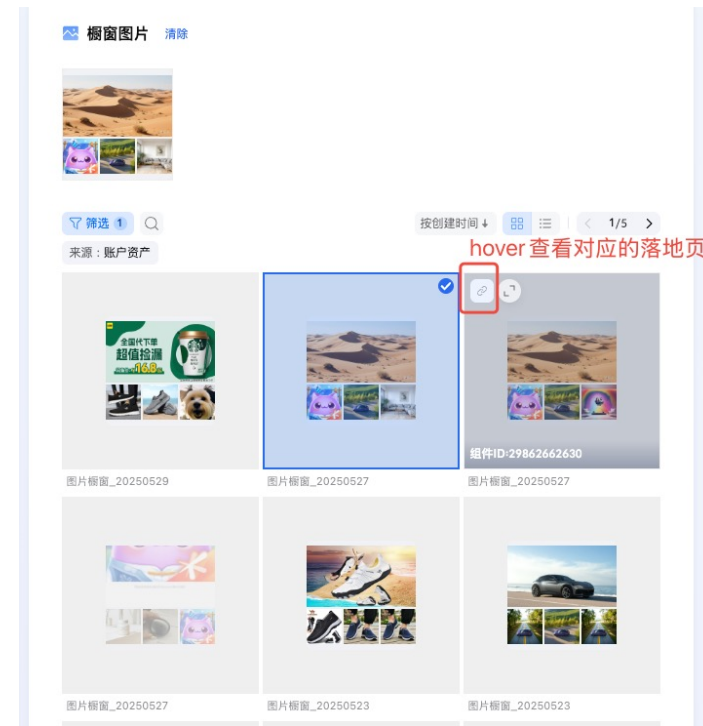 橱窗图片 清除
筛选 1 按创建时间↓ 1/5
来源：账户资产
hover 查看对应的落地页
全国代下单
超值捡漏
16.8
组件ID:29862662630
图片橱窗_20250529 图片橱窗_20250527 图片橱窗_20250527
图片橱窗_20250527 图片橱窗_20250523 图片橱窗_20250523